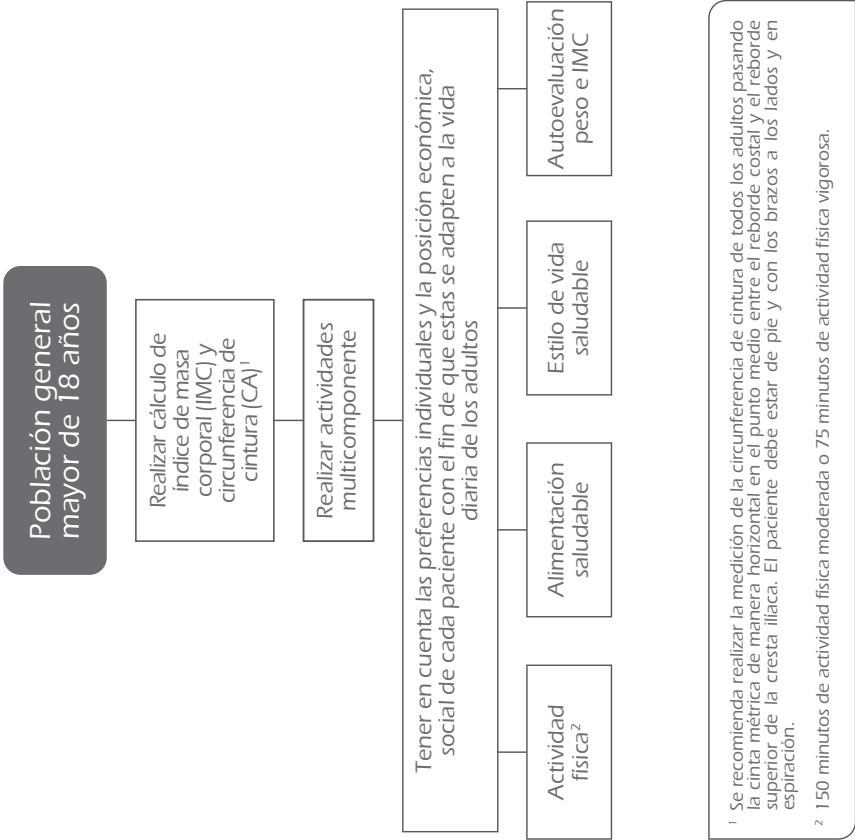 Población general
mayor de 18 años
Realizar cálculo de
índice de masa
corporal (IMC) y
circunferencia de
cintura (CA)¹
Realizar actividades
multicomponente
Tener en cuenta las preferencias individuales y la posición económica,
social de cada paciente con el fin de que estas se adapten a la vida
diaria de los adultos
Actividad
física²
Alimentación
saludable
Estilo de vida
saludable
Autoevaluación
peso e IMC
¹ Se recomienda realizar la medición de la circunferencia de cintura de todos los adultos pasando
la cinta métrica de manera horizontal en el punto medio entre el reborde costal y el reborde
superior de la cresta iliaca. El paciente debe estar de pie y con los brazos a los lados y en
espiración.
² 150 minutos de actividad física moderada o 75 minutos de actividad física vigorosa.